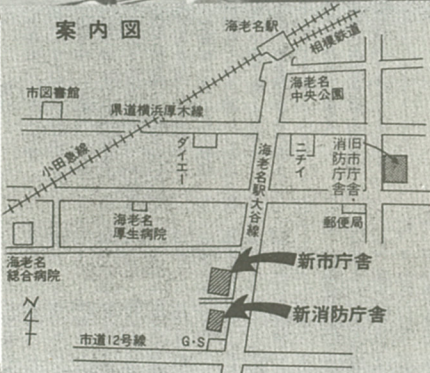 案内図
海老名駅
相模鉄道
市図書館
海老名
中央公園
県道横浜厚木線
小田急線
ダイエー
海老名駅大谷線
ニチイ
旧市庁舎・
消防庁舎
郵便局
海老名
厚生病院
海老名
総合病院
新市庁舎
新消防庁舎
N
市道12号線
G・S